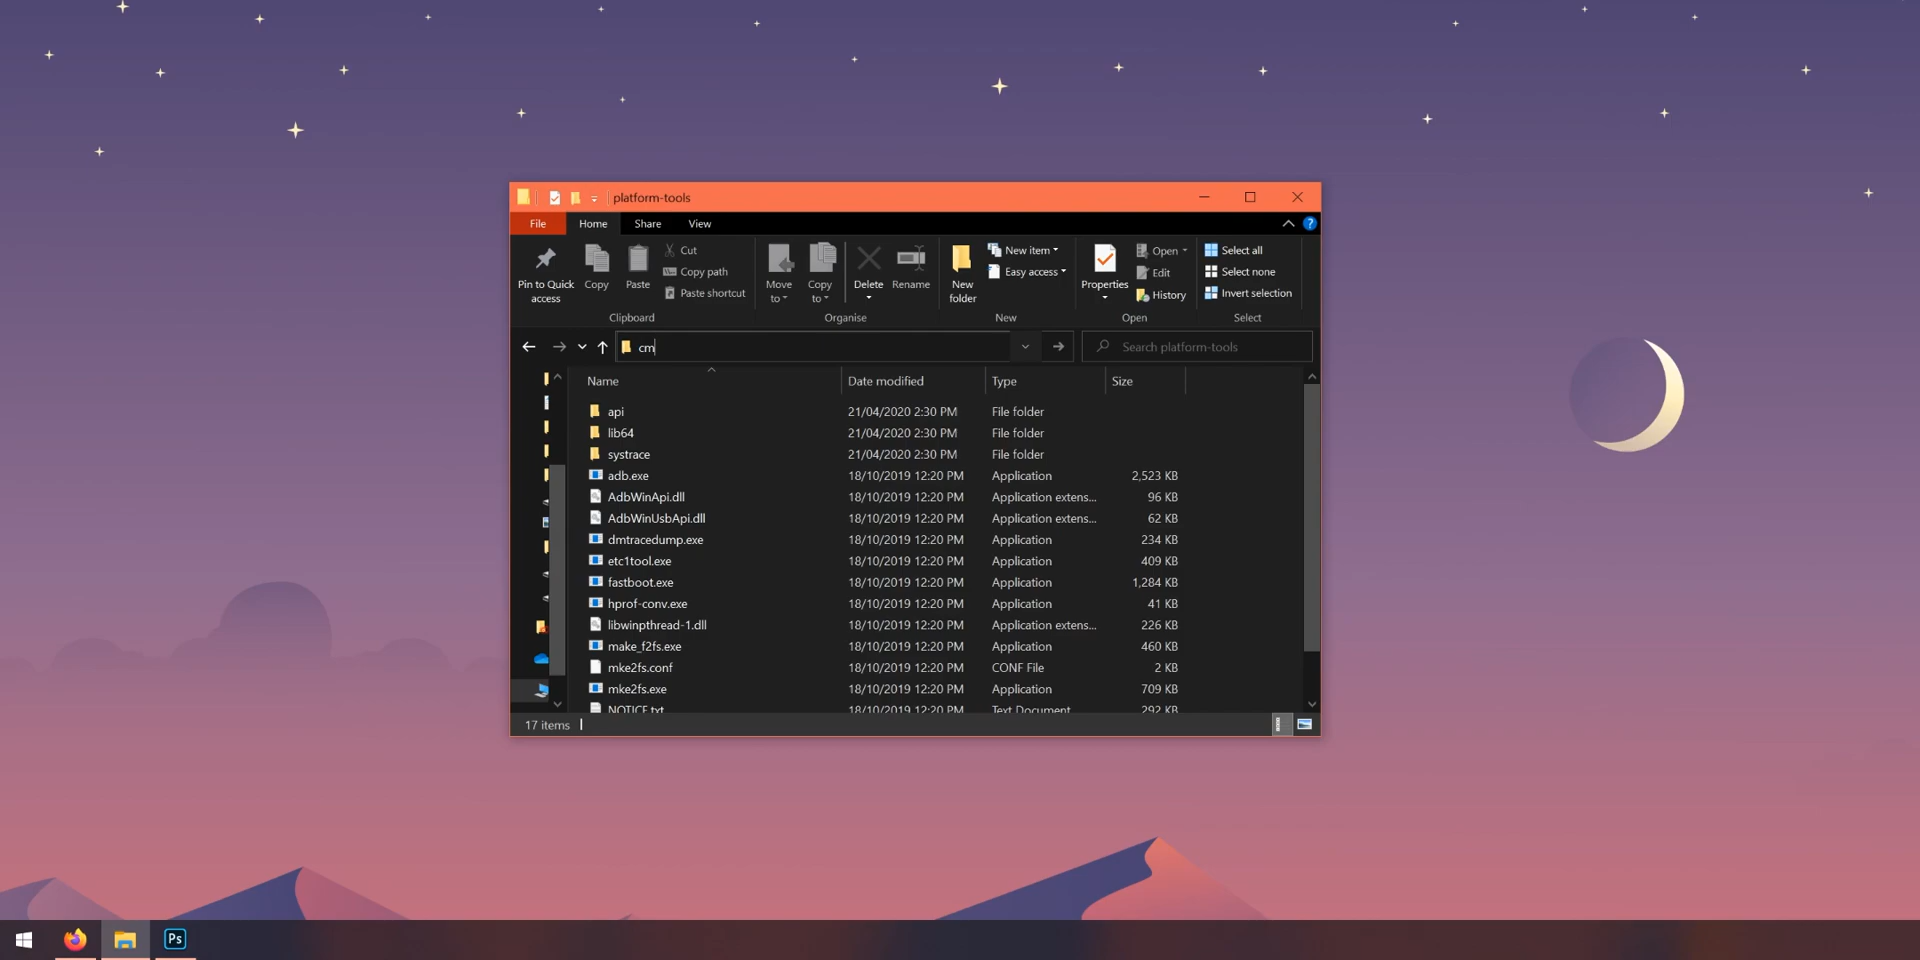 platform-tools
File Home Share View ?
Pin to Quick access
Copy
Paste
Cut
Copy path
Paste shortcut
Clipboard
Move to
Copy to
Delete
Rename
Organise
New folder
New item
Easy access
New
Properties
Open
Edit
History
Open
Select all
Select none
Invert selection
Select
cm
Search platform-tools
Name Date modified Type Size
api 21/04/2020 2:30 PM File folder
lib64 21/04/2020 2:30 PM File folder
systrace 21/04/2020 2:30 PM File folder
adb.exe 18/10/2019 12:20 PM Application 2,523 KB
AdbWinApi.dll 18/10/2019 12:20 PM Application extens... 96 KB
AdbWinUsbApi.dll 18/10/2019 12:20 PM Application extens... 62 KB
dmtracedump.exe 18/10/2019 12:20 PM Application 234 KB
etc1tool.exe 18/10/2019 12:20 PM Application 409 KB
fastboot.exe 18/10/2019 12:20 PM Application 1,284 KB
hprof-conv.exe 18/10/2019 12:20 PM Application 41 KB
libwinpthread-1.dll 18/10/2019 12:20 PM Application extens... 226 KB
make_f2fs.exe 18/10/2019 12:20 PM Application 460 KB
mke2fs.conf 18/10/2019 12:20 PM CONF File 2 KB
mke2fs.exe 18/10/2019 12:20 PM Application 709 KB
NOTICE.txt 18/10/2019 12:20 PM Text Document 292 KB
17 items
Ps